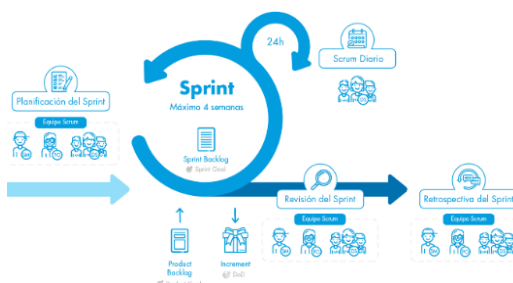 24h
Scrum Diario
Sprint
Máximo 4 semanas
Planificación del Sprint
Equipo Scrum
Sprint Backlog
Sprint Goal
Revisión del Sprint
Equipo Scrum
Retrospectiva del Sprint
Equipo Scrum
Product
Backlog
Increment
DoD